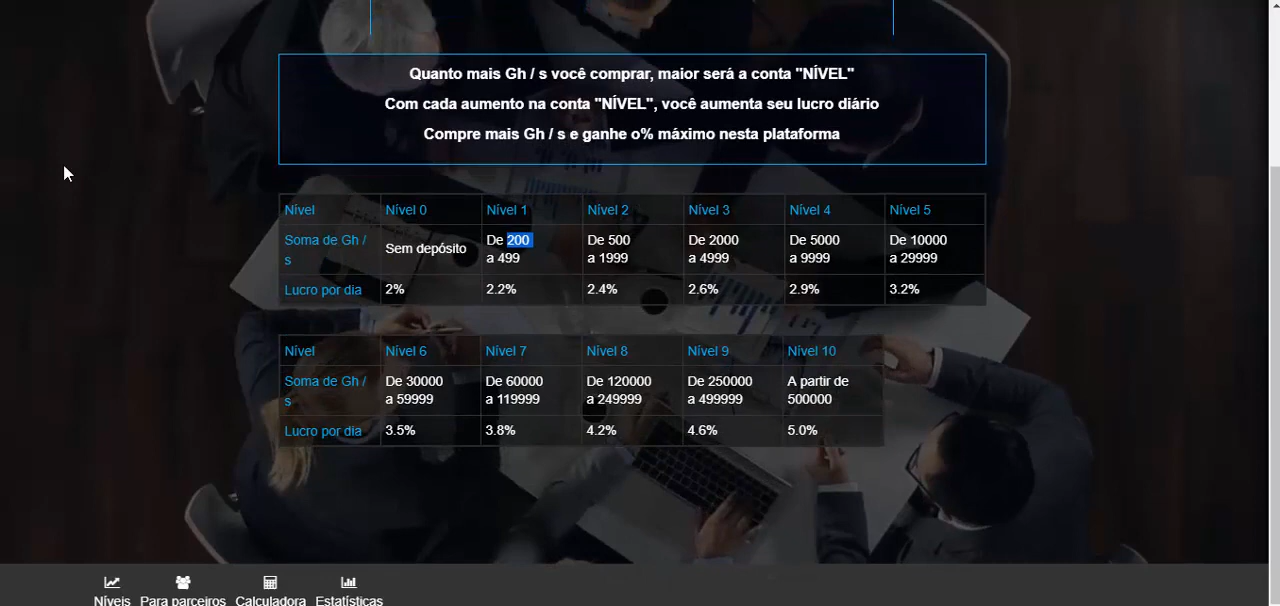 Quanto mais Gh / s você comprar, maior será a conta "NÍVEL"
Com cada aumento na conta "NÍVEL", você aumenta seu lucro diário
Compre mais Gh / s e ganhe o% máximo nesta plataforma
Nível Nível 0 Nível 1 Nível 2 Nível 3 Nível 4 Nível 5
Soma de Gh / s Sem depósito De 200 a 499 De 500 a 1999 De 2000 a 4999 De 5000 a 9999 De 10000 a 29999
Lucro por dia 2% 2.2% 2.4% 2.6% 2.9% 3.2%
Nível Nível 6 Nível 7 Nível 8 Nível 9 Nível 10
Soma de Gh / s De 30000 a 59999 De 60000 a 119999 De 120000 a 249999 De 250000 a 499999 A partir de 500000
Lucro por dia 3.5% 3.8% 4.2% 4.6% 5.0%
Níveis Para parceiros Calculadora Estatísticas